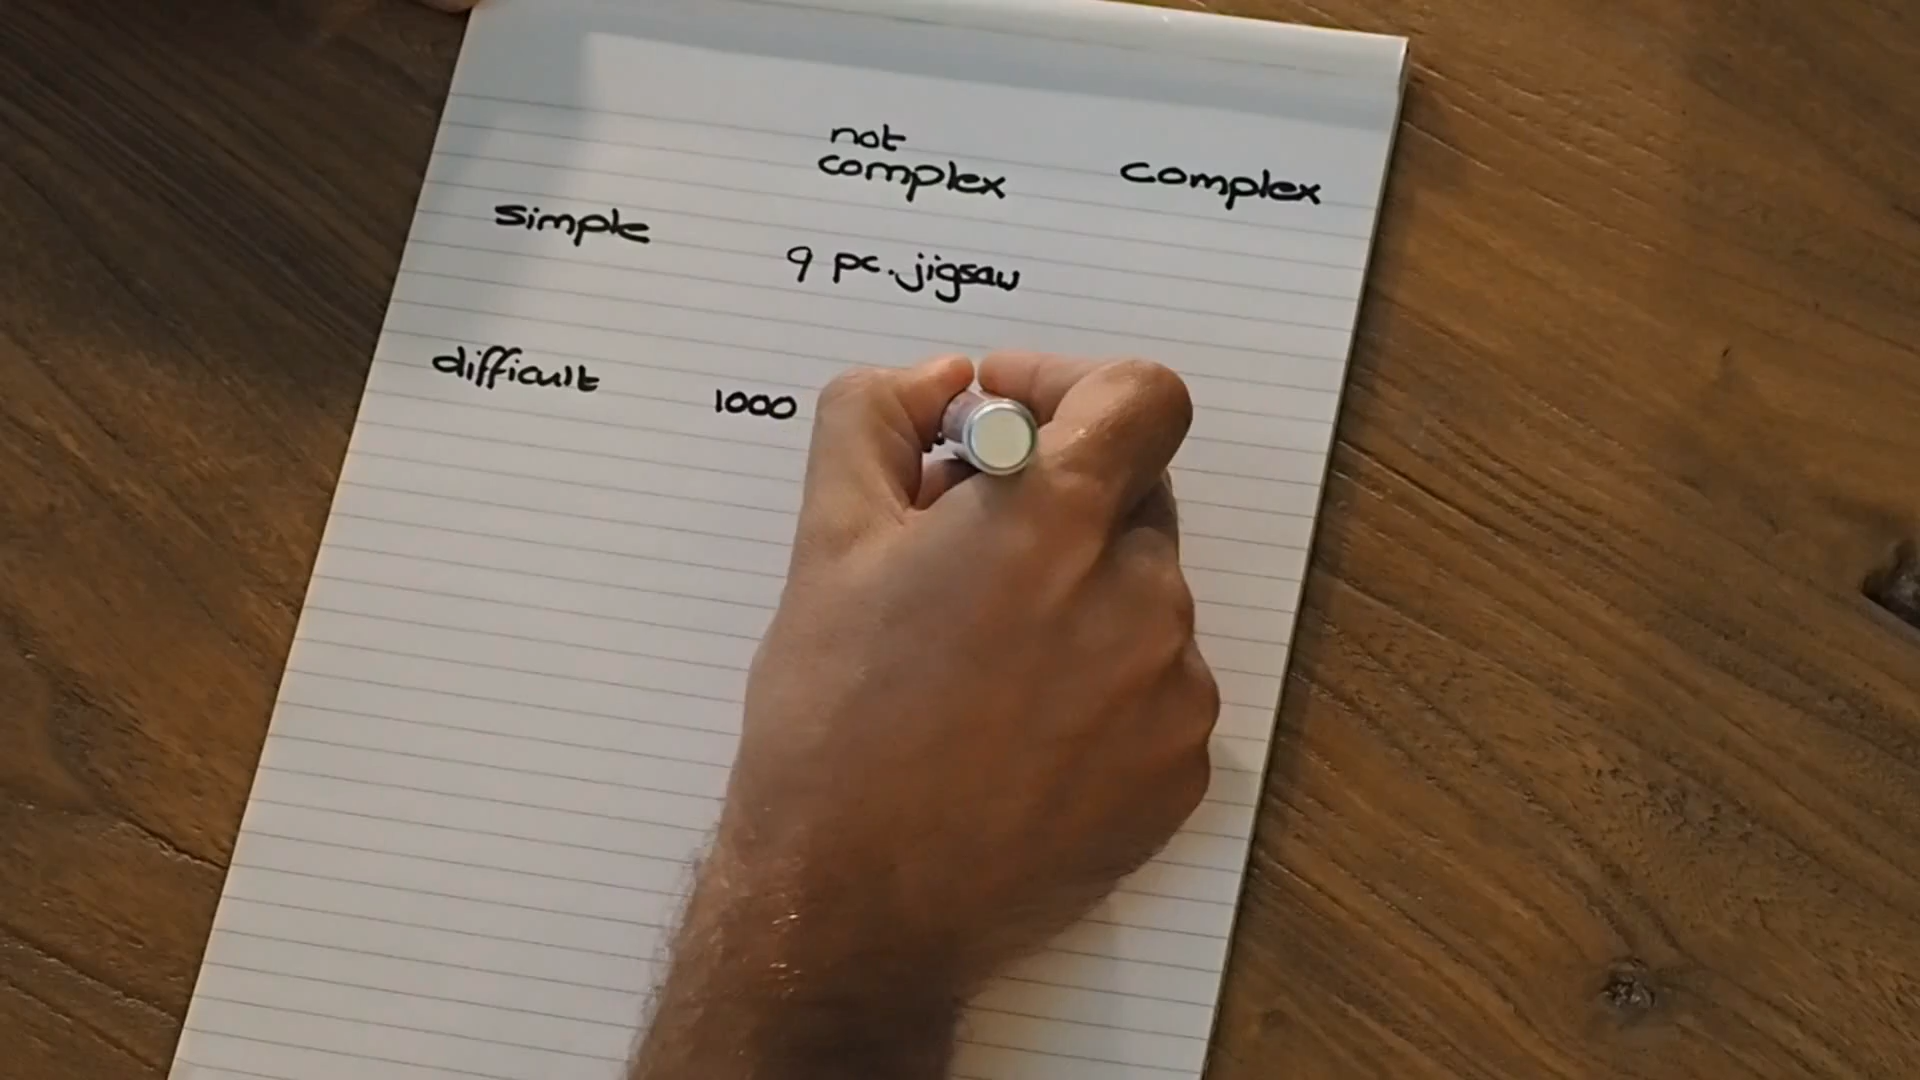 not
complex complex
simple
9 pc. jigsaw
difficult 1000